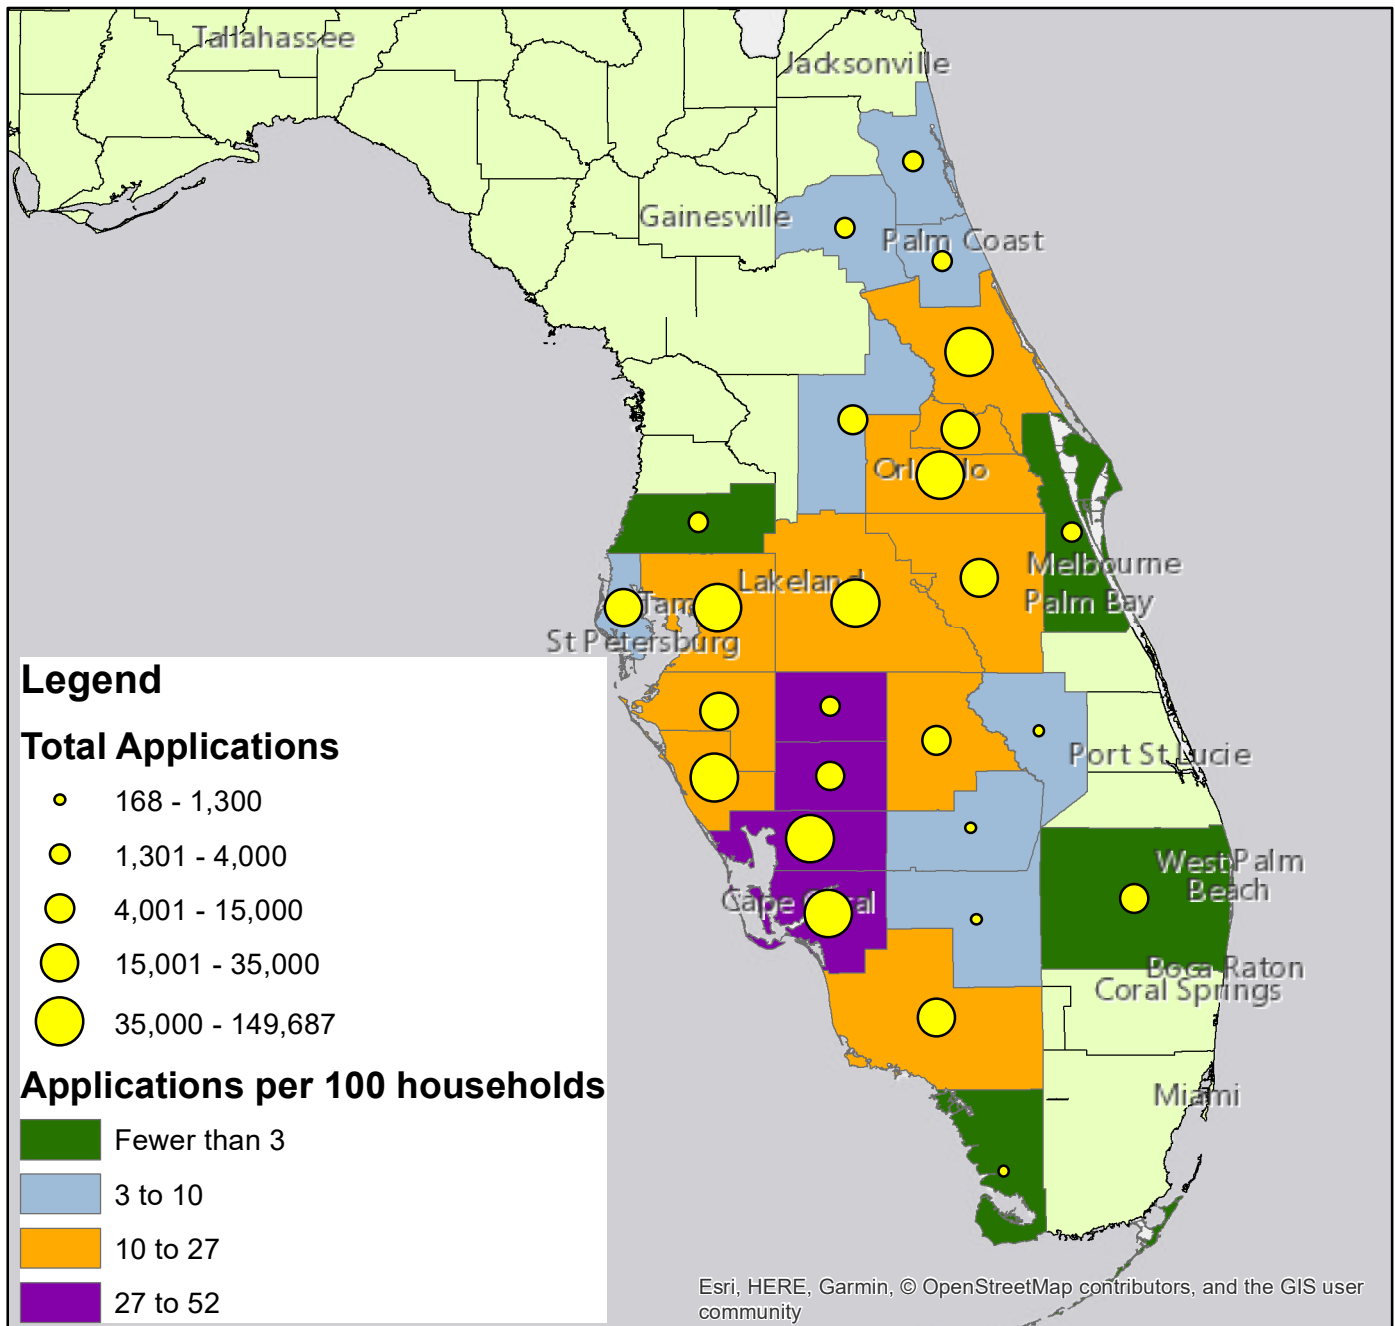 Tallahassee
Jacksonville
Gainesville
Palm Coast
Orlando
Melbourne
Lakeland
Palm Bay
St Petersburg
Port St Lucie
West Palm
Beach
Cape Coral
Boca Raton
Coral Springs
Miami
Legend
Total Applications
168 - 1,300
1,301 - 4,000
4,001 - 15,000
15,001 - 35,000
35,000 - 149,687
Applications per 100 households
Fewer than 3
3 to 10
10 to 27
27 to 52
Esri, HERE, Garmin, © OpenStreetMap contributors, and the GIS user
community